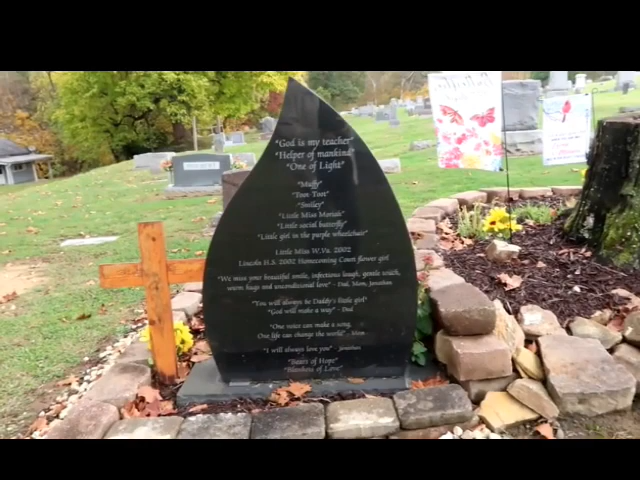 "God is my teacher"
"Helper of mankind"
"One of Light"
"Muffy"
"Toot Toot"
"Smiley"
"Little Miss Mariah"
"Little social butterfly"
"Little girl in the purple wheelchair"
Little Miss W.Va. 2002
Lincoln H.S. 2002 Homecoming Court flower girl
"We miss your beautiful smile, infectious laugh, gentle touch,
warm hugs and unconditional love" - Dad, Mom, Jonathan
"You will always be Daddy's little girl"
"God will make a way" - Dad
"One voice can make a song,
One life can change the world" - Mom
"I will always love you" - Jonathan
"Bears of Hope"
"Blankets of Love"